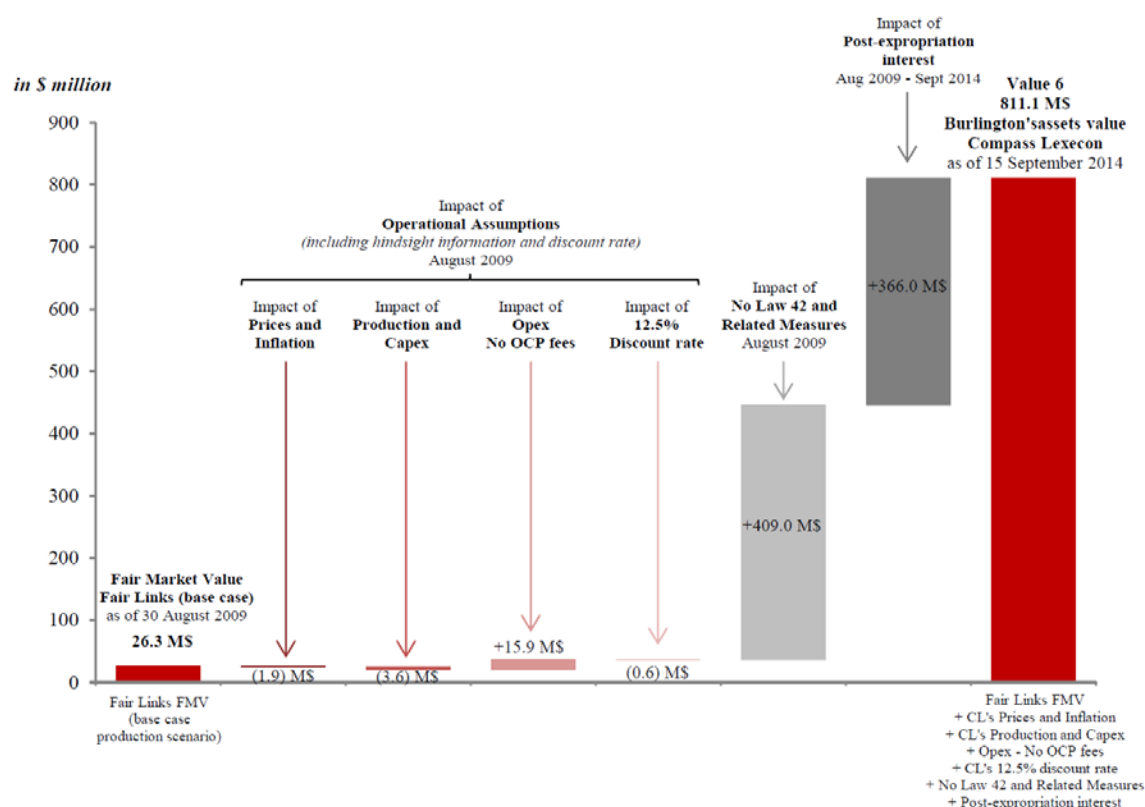 in $ million
900
800
700
600
500
400
300
200
100
0
Fair Market Value
Fair Links (base case)
as of 30 August 2009
26.3 M$
Fair Links FMV
(base case
production scenario)
Impact of
Operational Assumptions
(including hindsight information and discount rate)
August 2009
Impact of
Prices and
Inflation
(1.9) M$
Impact of
Production and
Capex
(3.6) M$
Impact of
Opex
No OCP fees
+15.9 M$
Impact of
12.5%
Discount rate
(0.6) M$
Impact of
No Law 42 and
Related Measures
August 2009
+409.0 M$
Impact of
Post-expropriation
interest
Aug 2009 - Sept 2014
+366.0 M$
Value 6
811.1 M$
Burlington'sassets value
Compass Lexecon
as of 15 September 2014
Fair Links FMV
+ CL's Prices and Inflation
+ CL's Production and Capex
+ Opex - No OCP fees
+ CL's 12.5% discount rate
+ No Law 42 and Related Measures
+ Post-expropriation interest